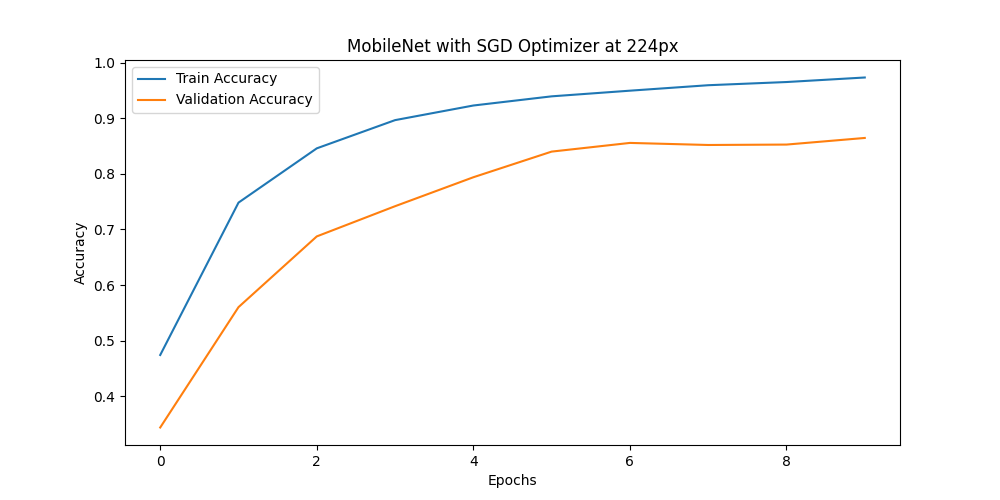 MobileNet with SGD Optimizer at 224px
Train Accuracy
Validation Accuracy
1.0
0.9
0.8
0.7
0.6
0.5
0.4
Accuracy
0 2 4 6 8
Epochs